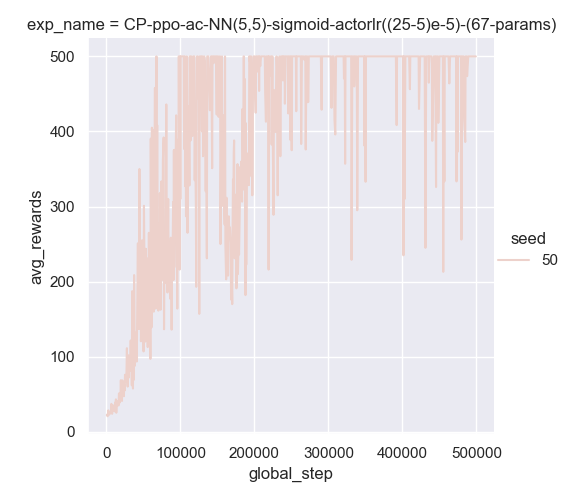 exp_name = CP-ppo-ac-NN(5,5)-sigmoid-actorlr((25-5)e-5)-(67-params)
500
400
300
200
100
0
avg_rewards
0 100000 200000 300000 400000 500000
global_step
seed
50